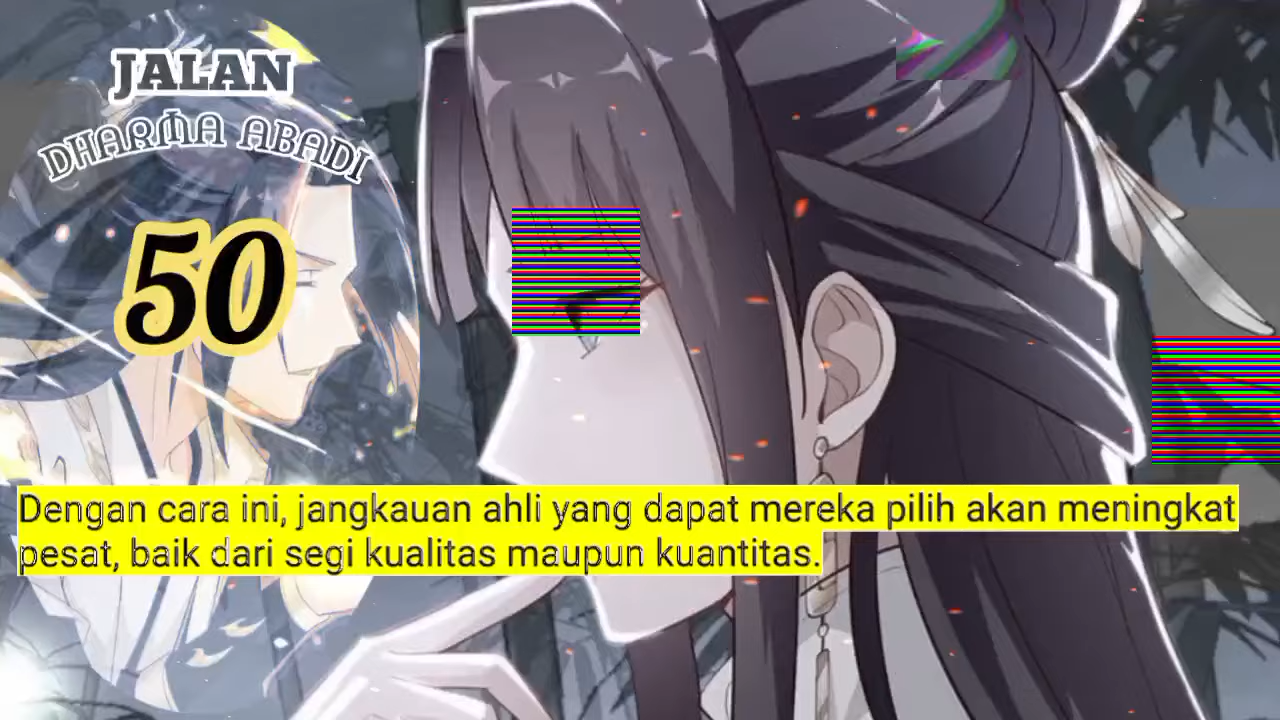 JALAN
DHARMA ABADI
50
Dengan cara ini, jangkauan ahli yang dapat mereka pilih akan meningkat
pesat, baik dari segi kualitas maupun kuantitas.